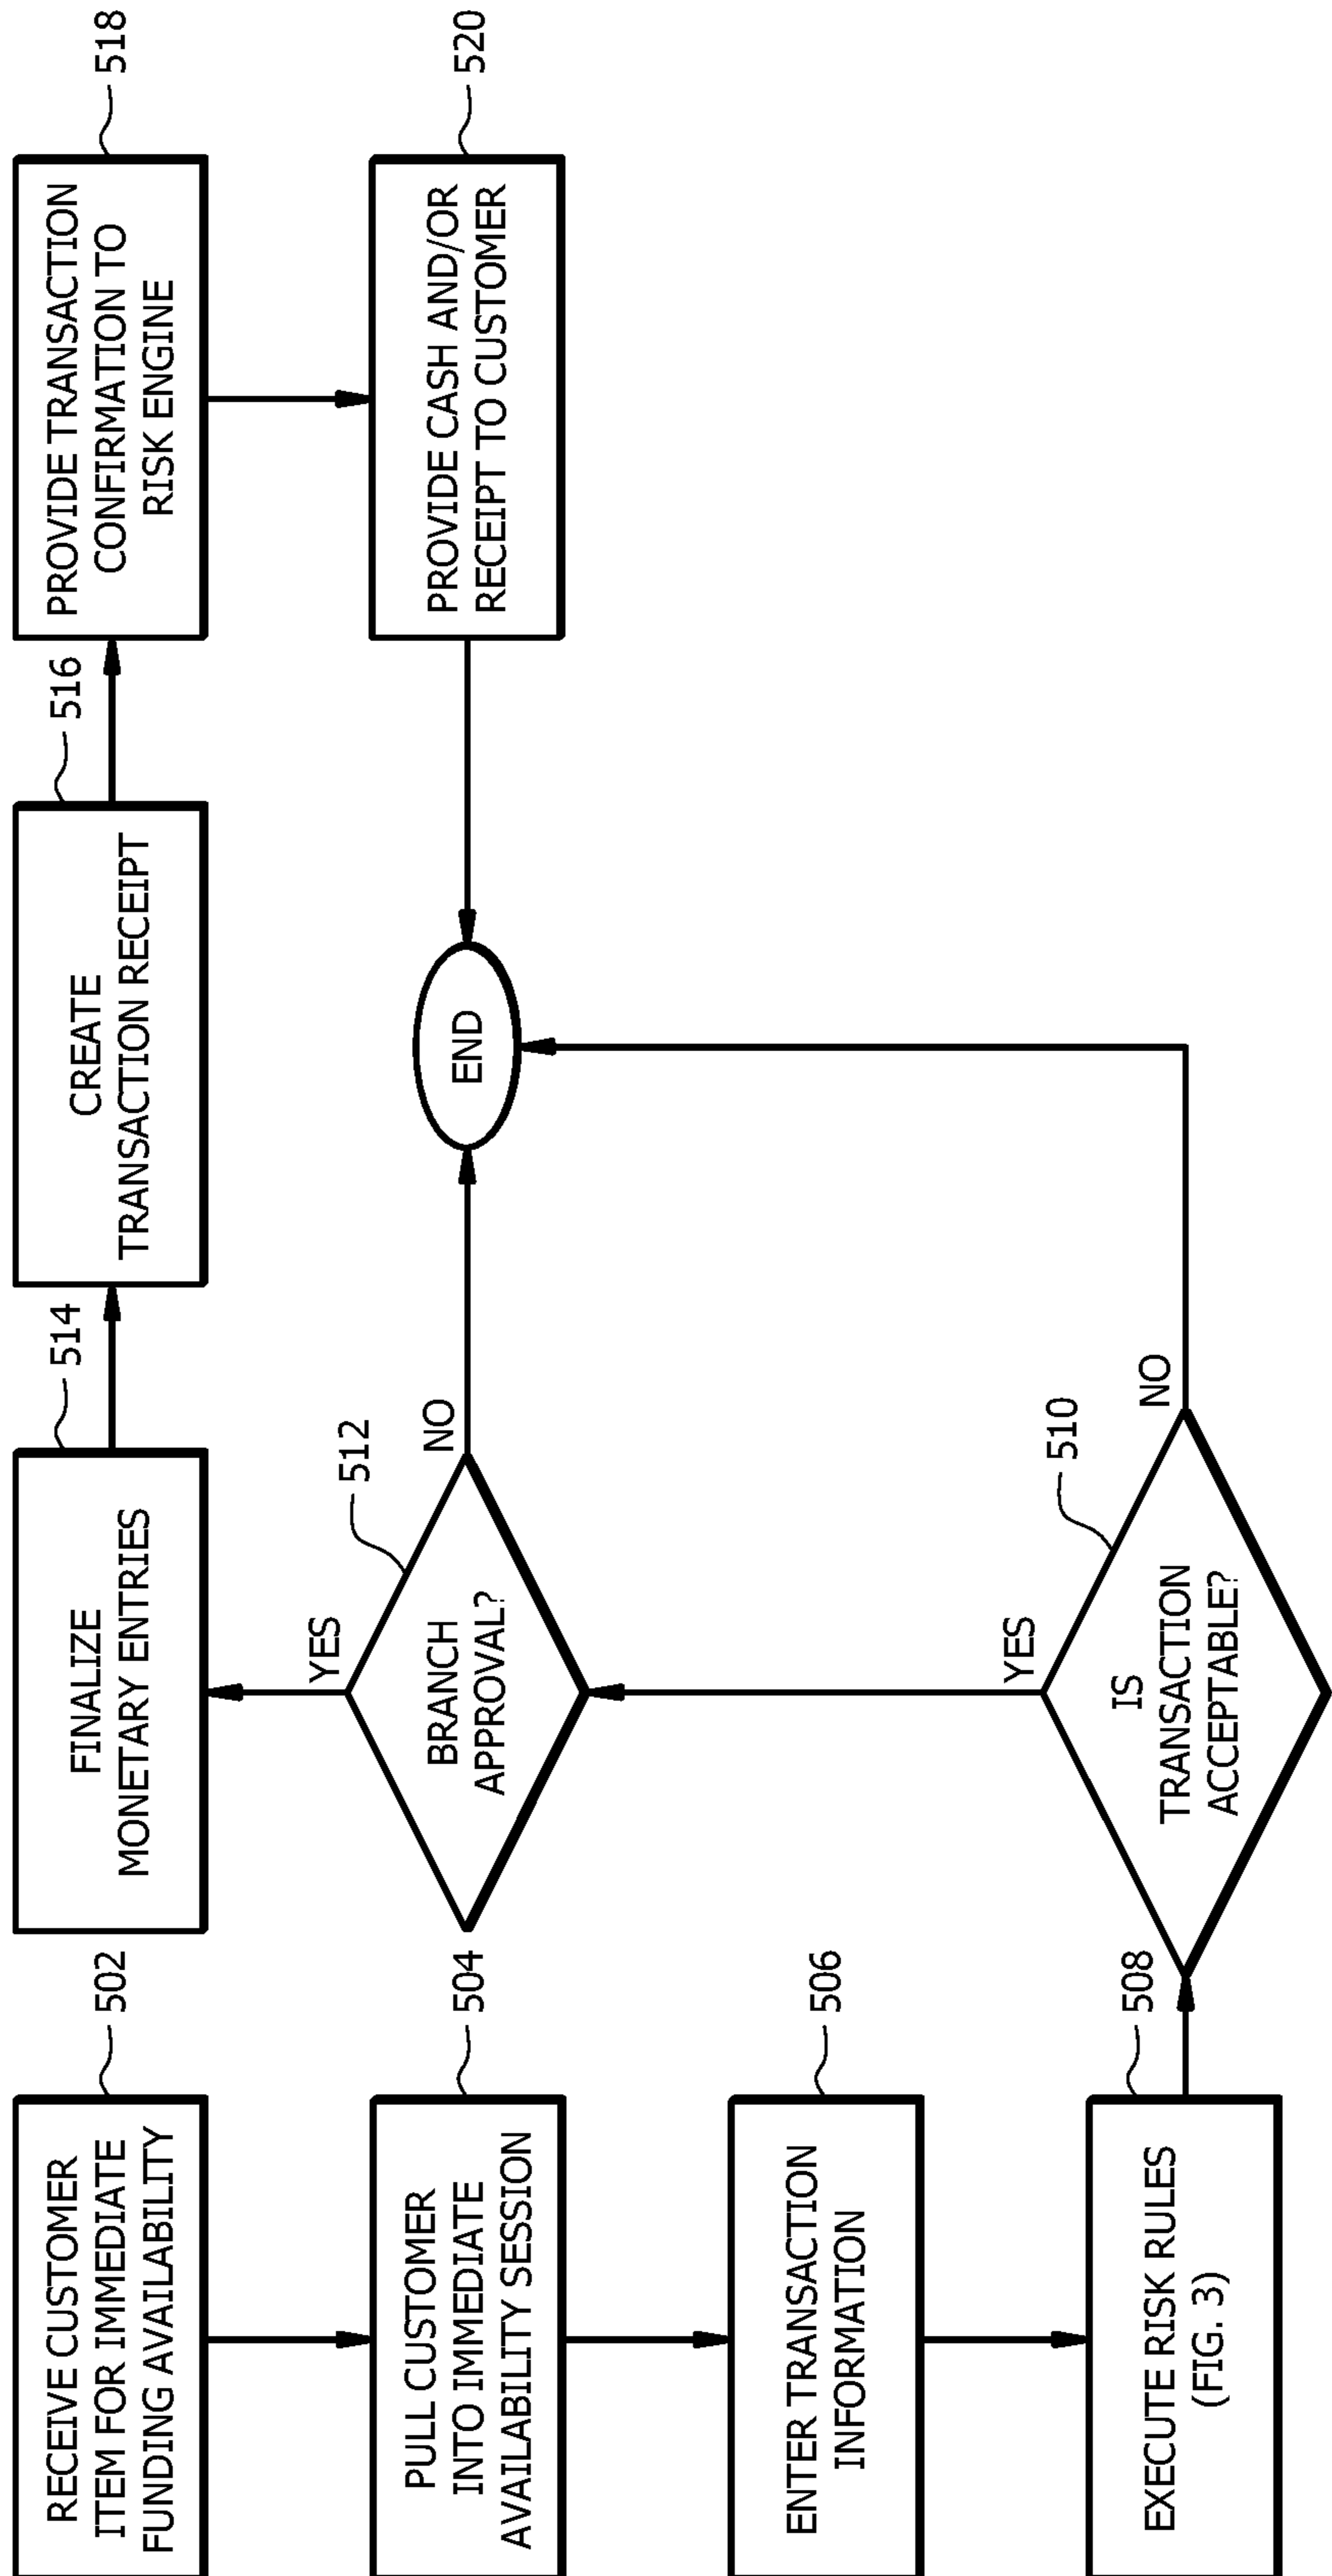 RECEIVE CUSTOMER
ITEM FOR IMMEDIATE
FUNDING AVAILABILITY
502
PULL CUSTOMER
INTO IMMEDIATE
AVAILABILITY SESSION
504
ENTER TRANSACTION
INFORMATION
506
EXECUTE RISK RULES
(FIG. 3)
508
IS
TRANSACTION
ACCEPTABLE?
510
YES
NO
BRANCH
APPROVAL?
512
YES
NO
FINALIZE
MONETARY ENTRIES
514
CREATE
TRANSACTION RECEIPT
516
PROVIDE TRANSACTION
CONFIRMATION TO
RISK ENGINE
518
PROVIDE CASH AND/OR
RECEIPT TO CUSTOMER
520
END